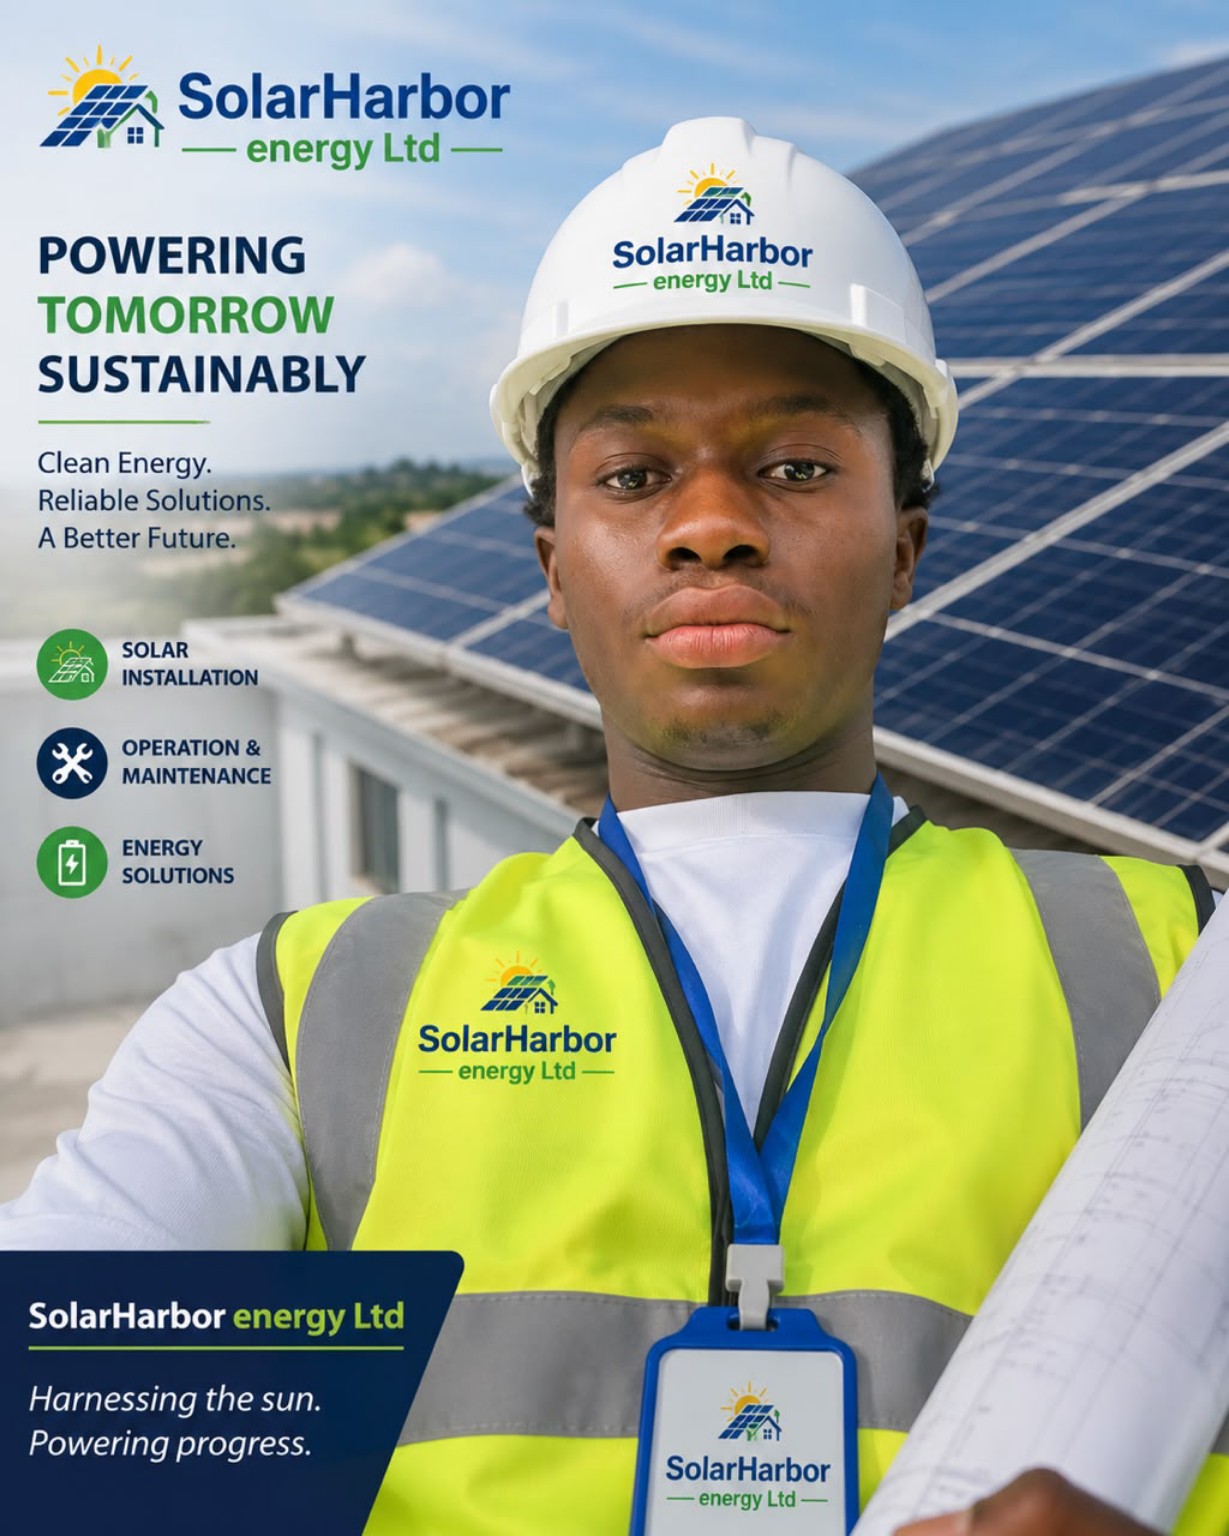 SolarHarbor
energy Ltd
POWERING
TOMORROW
SUSTAINABLY
Clean Energy.
Reliable Solutions.
A Better Future.
SOLAR
INSTALLATION
OPERATION &
MAINTENANCE
ENERGY
SOLUTIONS
SolarHarbor
energy Ltd
SolarHarbor
energy Ltd
SolarHarbor
energy Ltd
SolarHarbor energy Ltd
Harnessing the sun.
Powering progress.